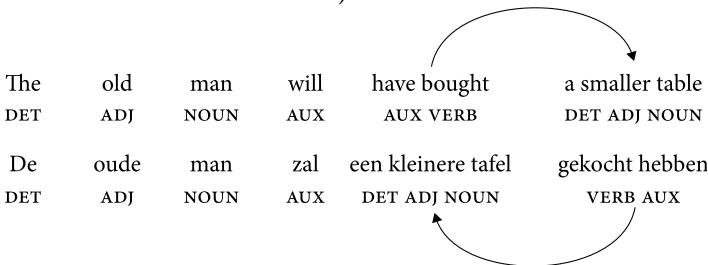 The old man will have bought a smaller table
DET ADJ NOUN AUX AUX VERB DET ADJ NOUN
De oude man zal een kleinere tafel gekocht hebben
DET ADJ NOUN AUX DET ADJ NOUN VERB AUX